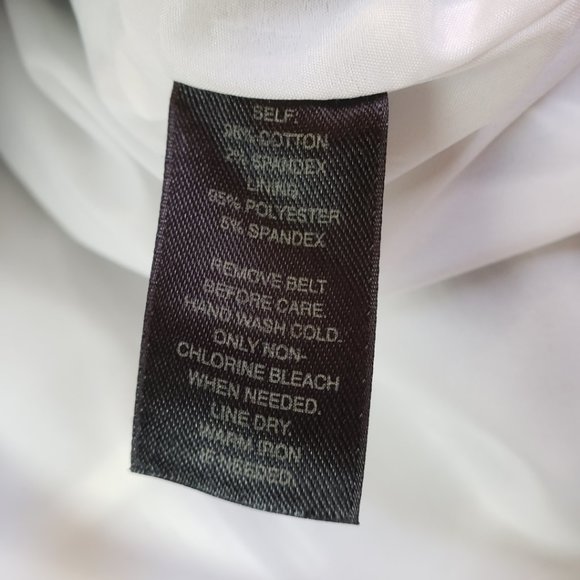 SELF:
98% COTTON
2% SPANDEX
LINING:
95% POLYESTER
5% SPANDEX
REMOVE BELT
BEFORE CARE.
HAND WASH COLD.
ONLY NON-
CHLORINE BLEACH
WHEN NEEDED.
LINE DRY.
WARM IRON
IF NEEDED.